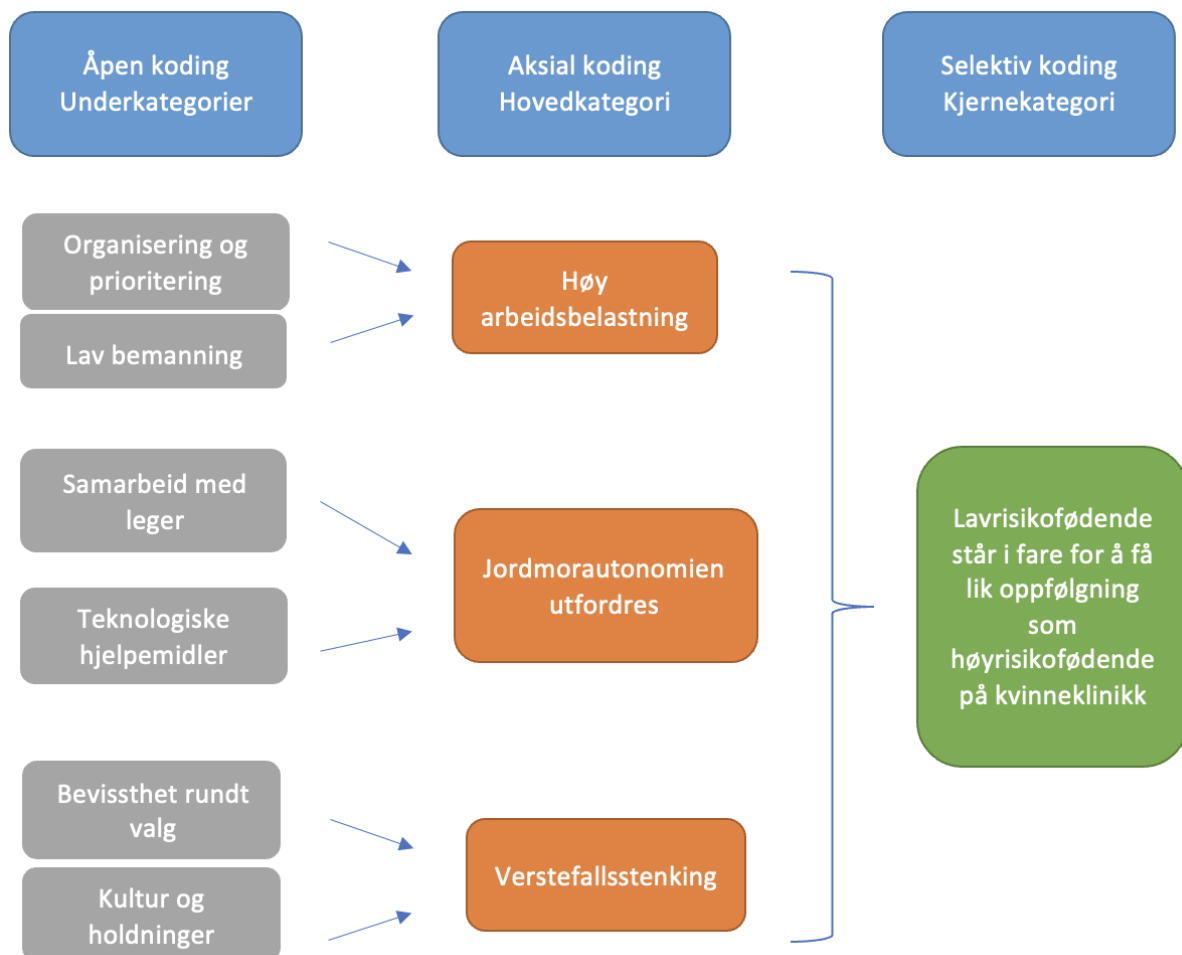 Åpen koding
Underkategorier
Aksial koding
Hovedkategori
Selektiv koding
Kjernekategori
Organisering og
prioritering
Lav bemanning
Høy
arbeidsbelastning
Samarbeid med
leger
Teknologiske
hjelpemidler
Jordmorautonomien
utfordres
Bevissthet rundt
valg
Kultur og
holdninger
Verstefallsstenking
Lavrisikofødende
står i fare for å få
lik oppfølgning
som
høyrisikofødende
på kvinneklinikk